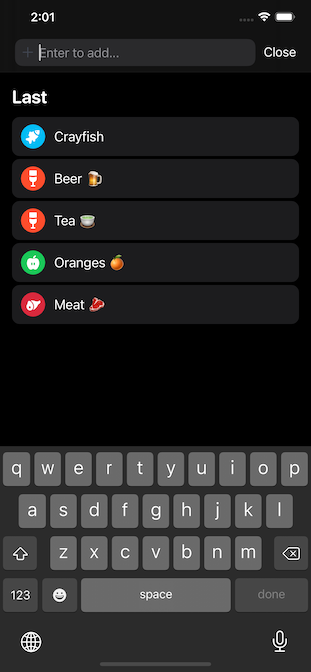 2:01
Enter to add...
Close
Last
Crayfish
Beer 🍺
Tea 🍵
Oranges 🍊
Meat 🥩
q w e r t y u i o p
a s d f g h j k l
z x c v b n m
123 space done